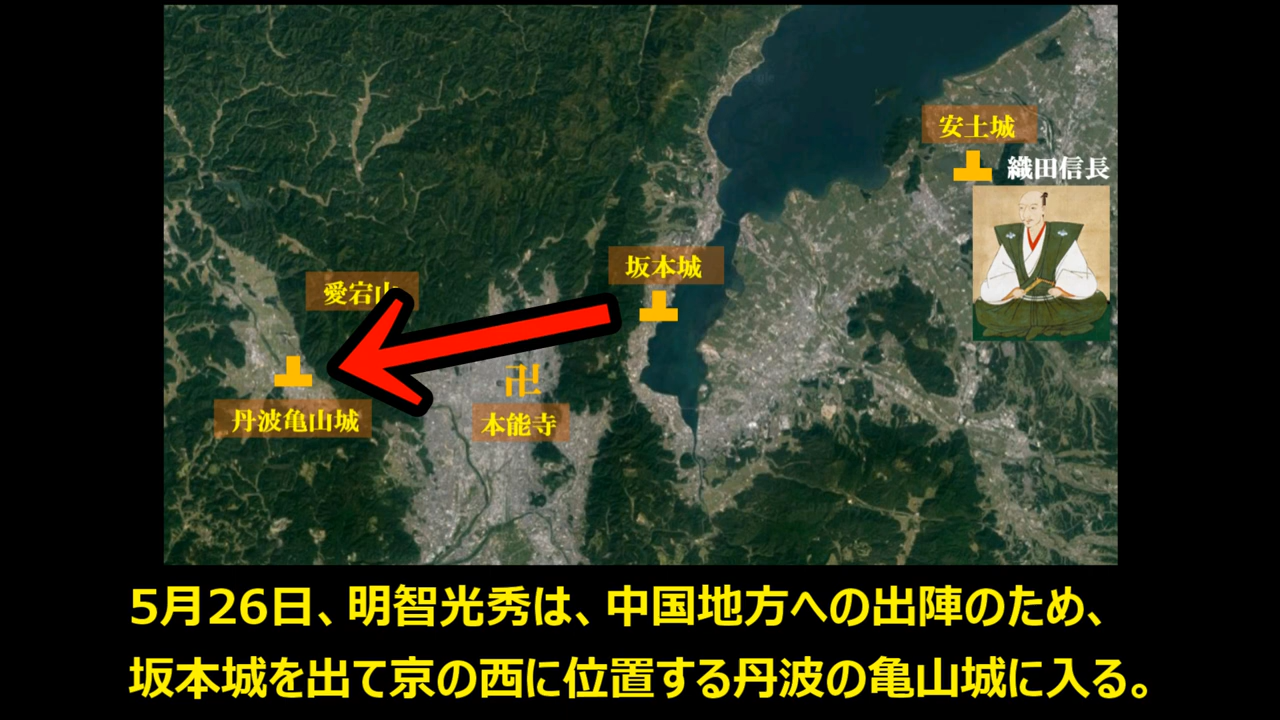 安土城
織田信長
坂本城
愛宕山
丹波亀山城
卍
本能寺
5月26日、明智光秀は、中国地方への出陣のため、
坂本城を出て京の西に位置する丹波の亀山城に入る。